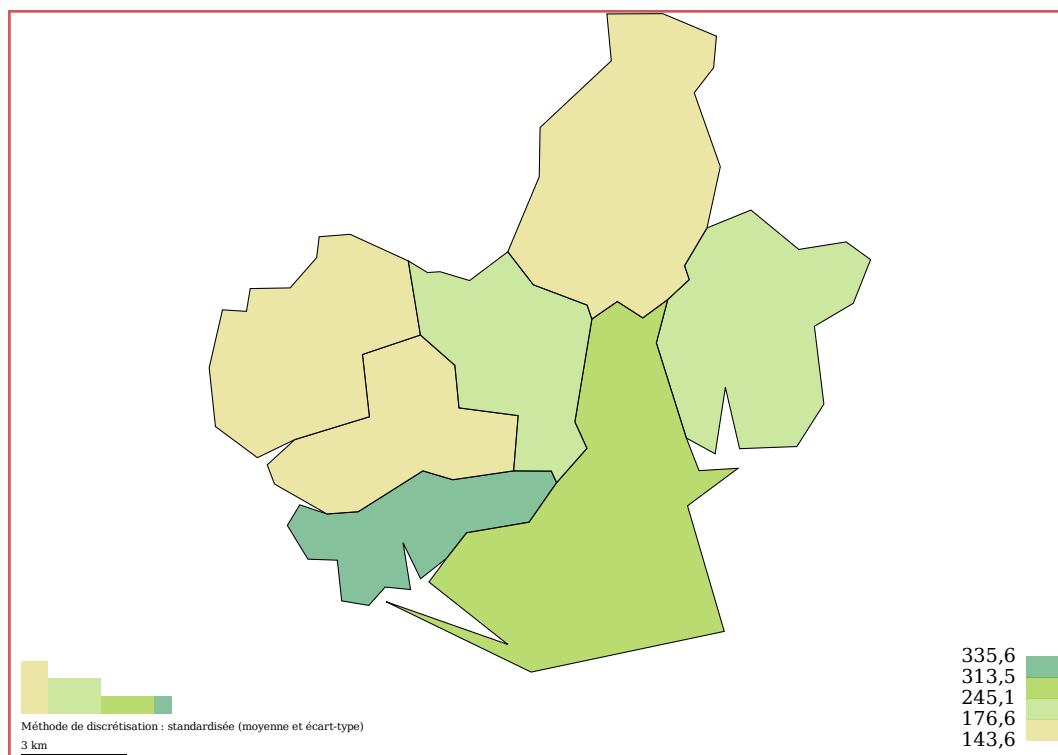 335,6
313,5
245,1
176,6
143,6
Méthode de discrétisation : standardisée (moyenne et écart-type)
3 km